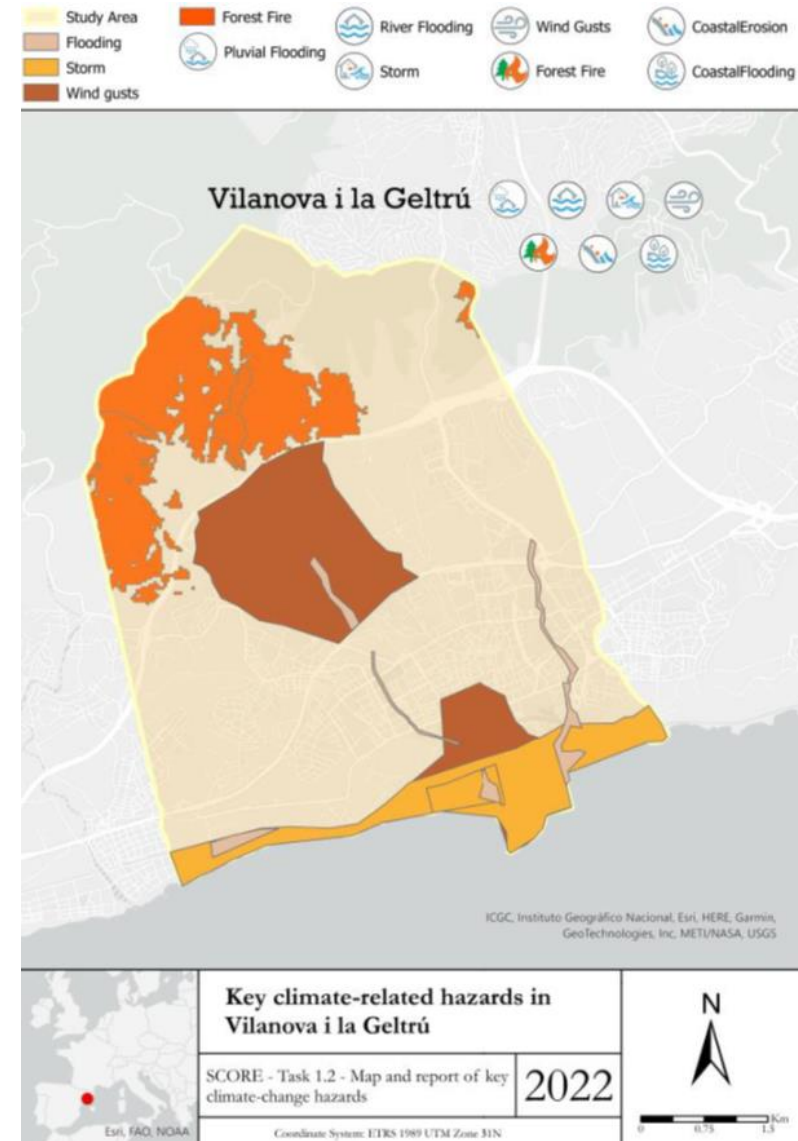 Study Area
Flooding
Storm
Wind gusts
Forest Fire
Pluvial Flooding
River Flooding
Storm
Wind Gusts
Forest Fire
CoastalErosion
CoastalFlooding
Vilanova i la Geltrú
ICGC, Instituto Geográfico Nacional, Esri, HERE, Garmin,
GeoTechnologies, Inc, METI/NASA, USGS
Esri, FAO, NOAA
Key climate-related hazards in
Vilanova i la Geltrú
SCORE - Task 1.2 - Map and report of key
climate-change hazards
2022
Coordinate System: ETRS 1989 UTM Zone 31N
N
Km
0 0.75 1.5